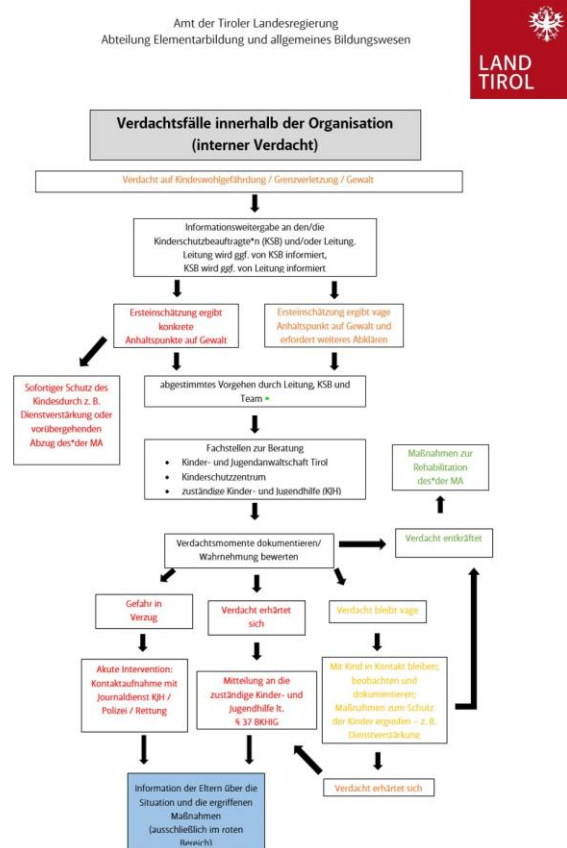 Amt der Tiroler Landesregierung
Abteilung Elementarbildung und allgemeines Bildungswesen
LAND
TIROL
Verdachtsfälle innerhalb der Organisation
(interner Verdacht)
Verdacht auf Kindeswohlgefährdung / Grenzverletzung / Gewalt
Informationsweitergabe an den/die
Kinderschutzbeauftragte*n (KSB) und/oder Leitung.
Leitung wird ggf. von KSB informiert,
KSB wird ggf. von Leitung informiert
Ersteinschätzung ergibt
konkrete
Anhaltspunkte auf Gewalt
Ersteinschätzung ergibt vage
Anhaltspunkt auf Gewalt und
erfordert weiteres Abklären
Sofortiger Schutz des
Kindesdurch z. B.
Dienstverstärkung oder
vorübergehenden
Abzug des*der MA
abgestimmtes Vorgehen durch Leitung, KSB und
Team
Fachstellen zur Beratung
• Kinder- und Jugendanwaltschaft Tirol
• Kinderschutzzentrum
• zuständige Kinder- und Jugendhilfe (KJH)
Maßnahmen zur
Rehabilitation
des*der MA
Verdachtsmomente dokumentieren/
Wahrnehmung bewerten
Verdacht entkräftet
Gefahr in
Verzug
Verdacht erhärtet
sich
Verdacht bleibt vage
Akute Intervention:
Kontaktaufnahme mit
Journaldienst KJH /
Polizei / Rettung
Mitteilung an die
zuständige Kinder- und
Jugendhilfe lt.
§ 37 BKHIG
Mit Kind in Kontakt bleiben;
beobachten und
dokumentieren;
Maßnahmen zum Schutz
der Kinder ergreifen – z. B.
Dienstverstärkung
Information der Eltern über die
Situation und die ergriffenen
Maßnahmen
(ausschließlich im roten
Bereich)
Verdacht erhärtet sich